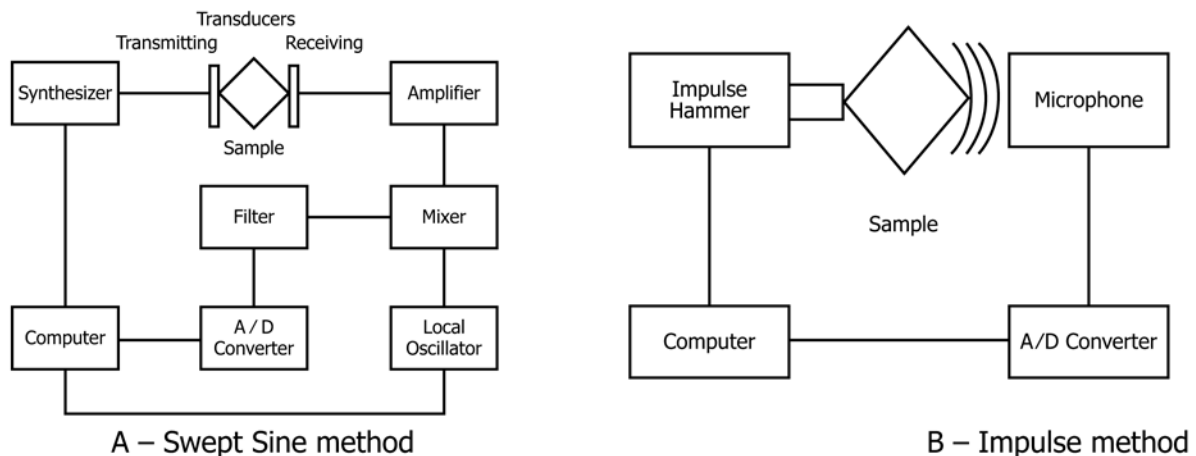 Transducers
Transmitting
Receiving
Synthesizer
Amplifier
Sample
Filter
Mixer
Computer
A / D
Converter
Local
Oscillator
A – Swept Sine method
Impulse
Hammer
Microphone
Sample
Computer
A/D Converter
B – Impulse method